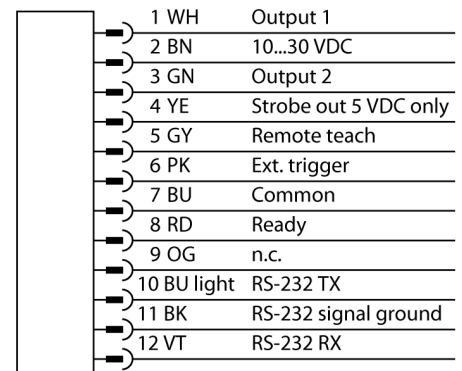 1 WH Output 1
2 BN 10...30 VDC
3 GN Output 2
4 YE Strobe out 5 VDC only
5 GY Remote teach
6 PK Ext. trigger
7 BU Common
8 RD Ready
9 OG n.c.
10 BU light RS-232 TX
11 BK RS-232 signal ground
12 VT RS-232 RX